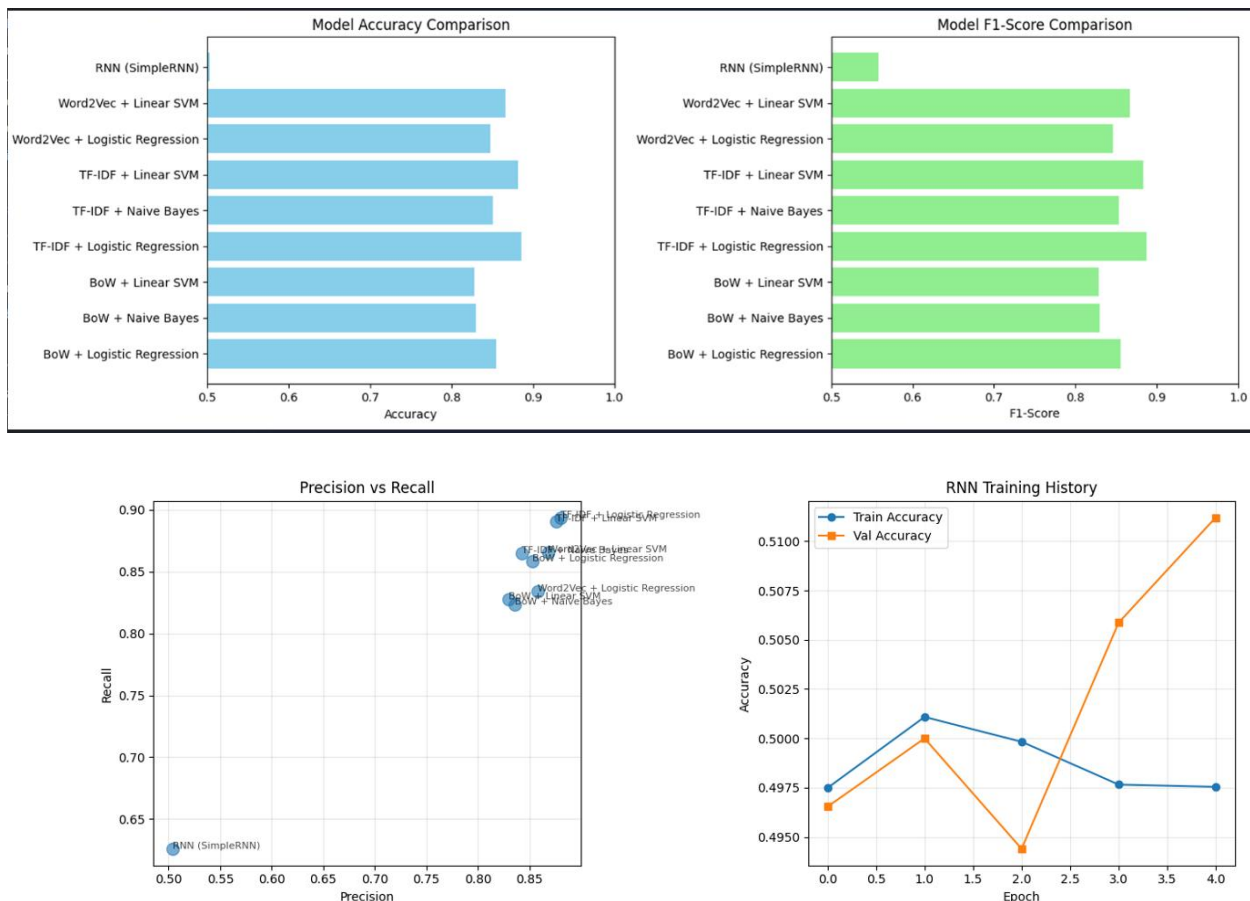 Model Accuracy Comparison
RNN (SimpleRNN)
Word2Vec + Linear SVM
Word2Vec + Logistic Regression
TF-IDF + Linear SVM
TF-IDF + Naive Bayes
TF-IDF + Logistic Regression
BoW + Linear SVM
BoW + Naive Bayes
BoW + Logistic Regression
0.5 0.6 0.7 0.8 0.9 1.0
Accuracy
Model F1-Score Comparison
RNN (SimpleRNN)
Word2Vec + Linear SVM
Word2Vec + Logistic Regression
TF-IDF + Linear SVM
TF-IDF + Naive Bayes
TF-IDF + Logistic Regression
BoW + Linear SVM
BoW + Naive Bayes
BoW + Logistic Regression
0.5 0.6 0.7 0.8 0.9 1.0
F1-Score
Precision vs Recall
0.90
0.85
0.80
0.75
0.70
0.65
Recall
TF-IDF + Logistic Regression
TF-IDF + Linear SVM
Word2Vec + Linear SVM
TF-IDF + Naive Bayes
BoW + Logistic Regression
Word2Vec + Logistic Regression
BoW + Linear SVM
BoW + Naive Bayes
RNN (SimpleRNN)
0.50 0.55 0.60 0.65 0.70 0.75 0.80 0.85
Precision
RNN Training History
Train Accuracy
Val Accuracy
0.5100
0.5075
0.5050
0.5025
0.5000
0.4975
0.4950
Accuracy
0.0 0.5 1.0 1.5 2.0 2.5 3.0 3.5 4.0
Epoch